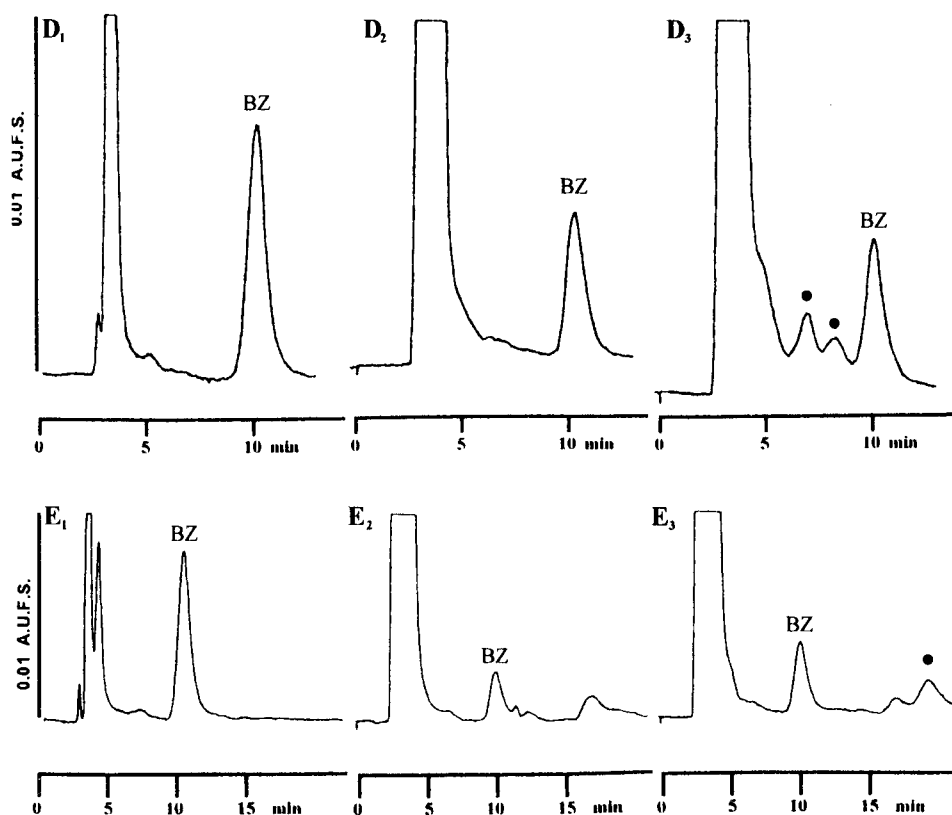 D₁ D₂ D₃
BZ
BZ
BZ
0.01 A.U.F.S.
0 5 10 min 0 5 10 min 0 5 10 min
E₁ E₂ E₃
BZ
BZ
BZ
0.01 A.U.F.S.
0 5 10 15 min 0 5 10 15 min 0 5 10 15 min